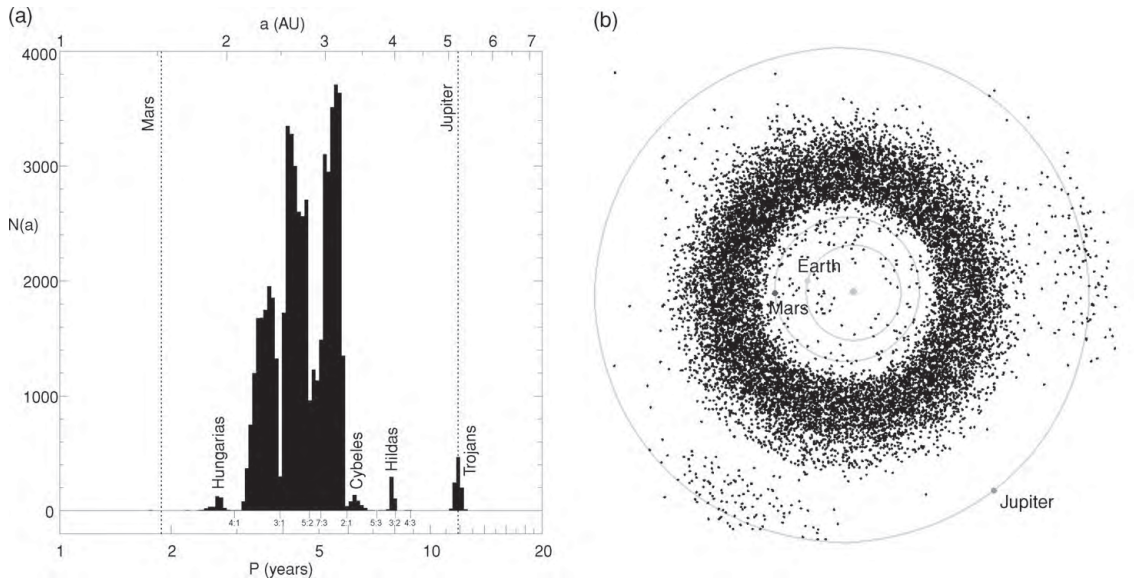 (a)
a (AU)
1 2 3 4 5 6 7
4000
3000
N(a)
2000
1000
0
Mars
Jupiter
Hungarias
Cybeles
Hildas
Trojans
4:1 3:1 5:2 7:3 2:1 5:3 3:2 4:3
1 2 5 10 20
P (years)
(b)
Earth
Mars
Jupiter